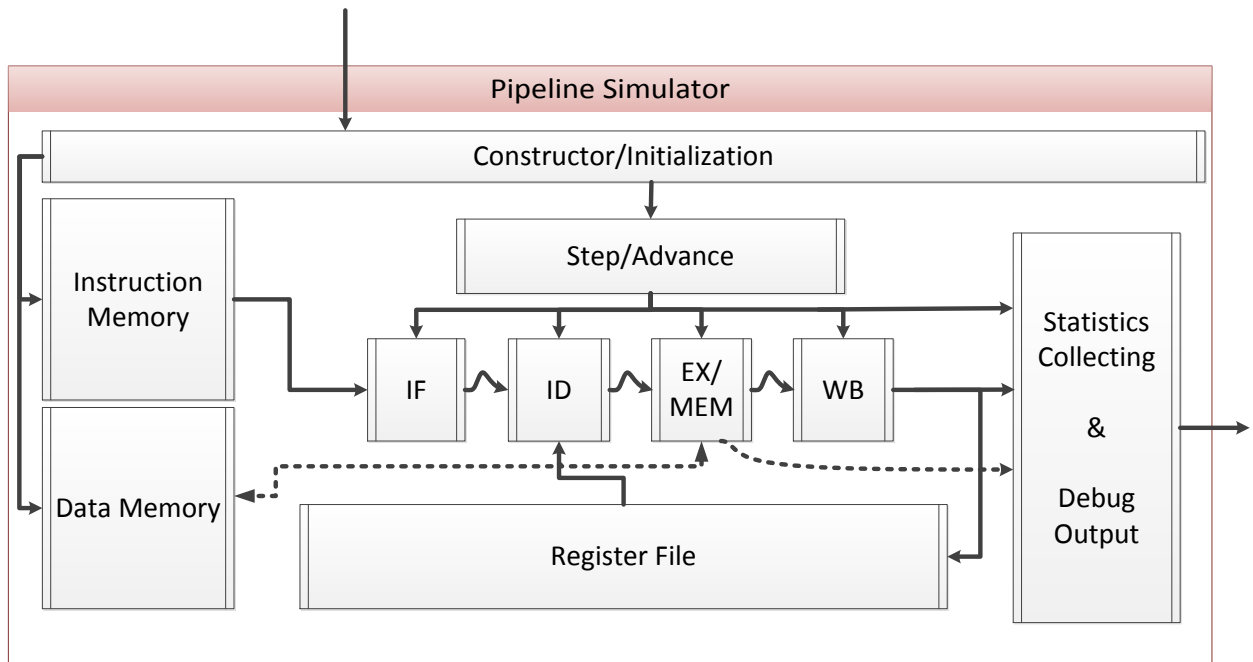 Pipeline Simulator
Constructor/Initialization
Step/Advance
Instruction
Memory
Statistics
Collecting
&
Debug
Output
IF
ID
EX/
MEM
WB
Data Memory
Register File